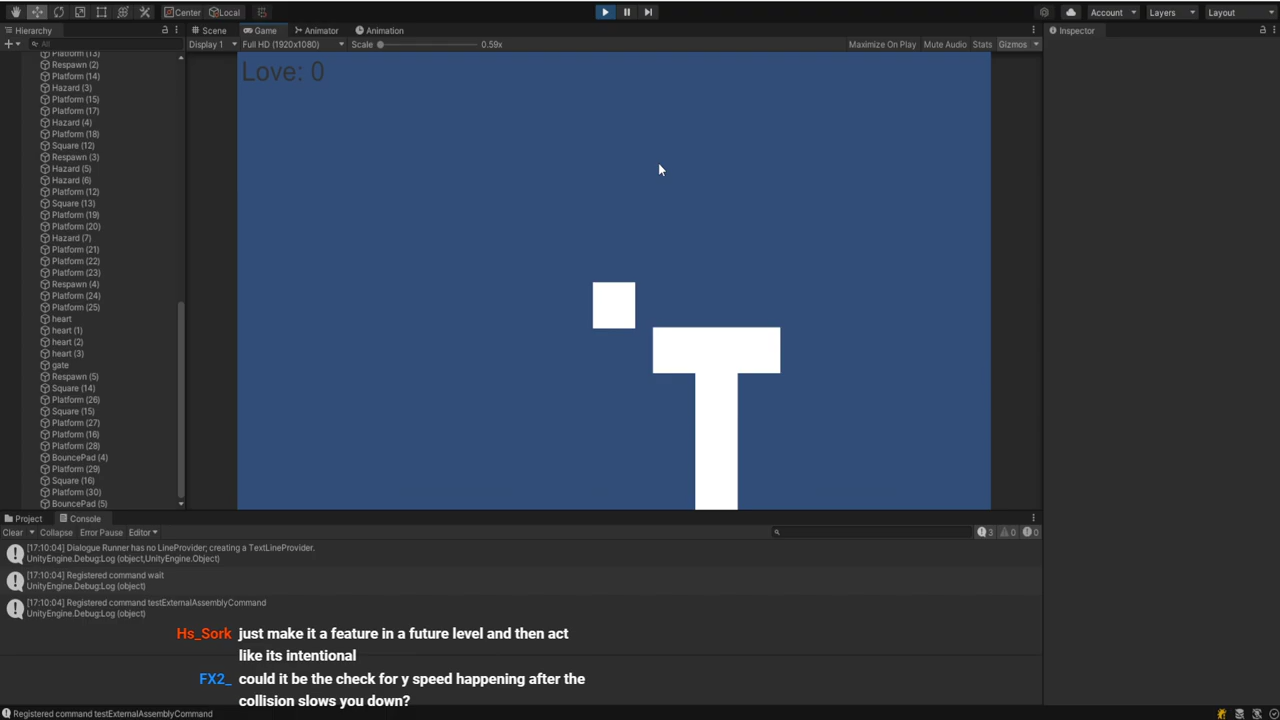 Center
Local
Account
Layers
Layout
Hierarchy
Scene
Game
Animator
Animation
Inspector
All
Display 1
Full HD (1920x1080)
Scale
0.59x
Maximize On Play
Mute Audio
Stats
Gizmos
Platform (13)
Respawn (2)
Platform (14)
Hazard (3)
Platform (15)
Platform (17)
Hazard (4)
Platform (18)
Square (12)
Respawn (3)
Hazard (5)
Hazard (6)
Platform (12)
Square (13)
Platform (19)
Platform (20)
Hazard (7)
Platform (21)
Platform (22)
Platform (23)
Respawn (4)
Platform (24)
Platform (25)
heart
heart (1)
heart (2)
heart (3)
gate
Respawn (5)
Square (14)
Platform (26)
Square (15)
Platform (27)
Platform (16)
Platform (28)
BouncePad (4)
Platform (29)
Square (16)
Platform (30)
BouncePad (5)
Love: 0
Project
Console
Clear
Collapse
Error Pause
Editor
3
0
0
[17:10:04] Dialogue Runner has no LineProvider; creating a TextLineProvider.
UnityEngine.Debug:Log (object,UnityEngine.Object)
[17:10:04] Registered command wait
UnityEngine.Debug:Log (object)
[17:10:04] Registered command testExternalAssemblyCommand
UnityEngine.Debug:Log (object)
Hs_Sork just make it a feature in a future level and then act
like its intentional
FX2_ could it be the check for y speed happening after the
collision slows you down?
Registered command testExternalAssemblyCommand